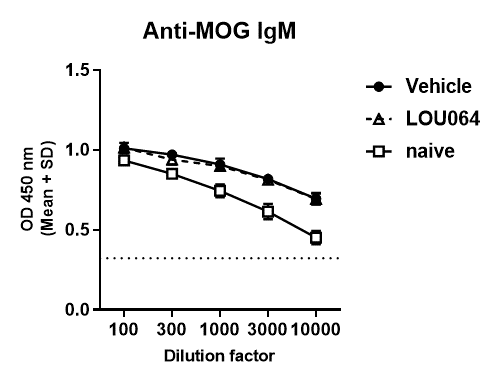 Anti-MOG IgM
Vehicle
LOU064
naive
OD 450 nm
(Mean + SD)
1.5
1.0
0.5
0.0
100 300 1000 3000 10000
Dilution factor